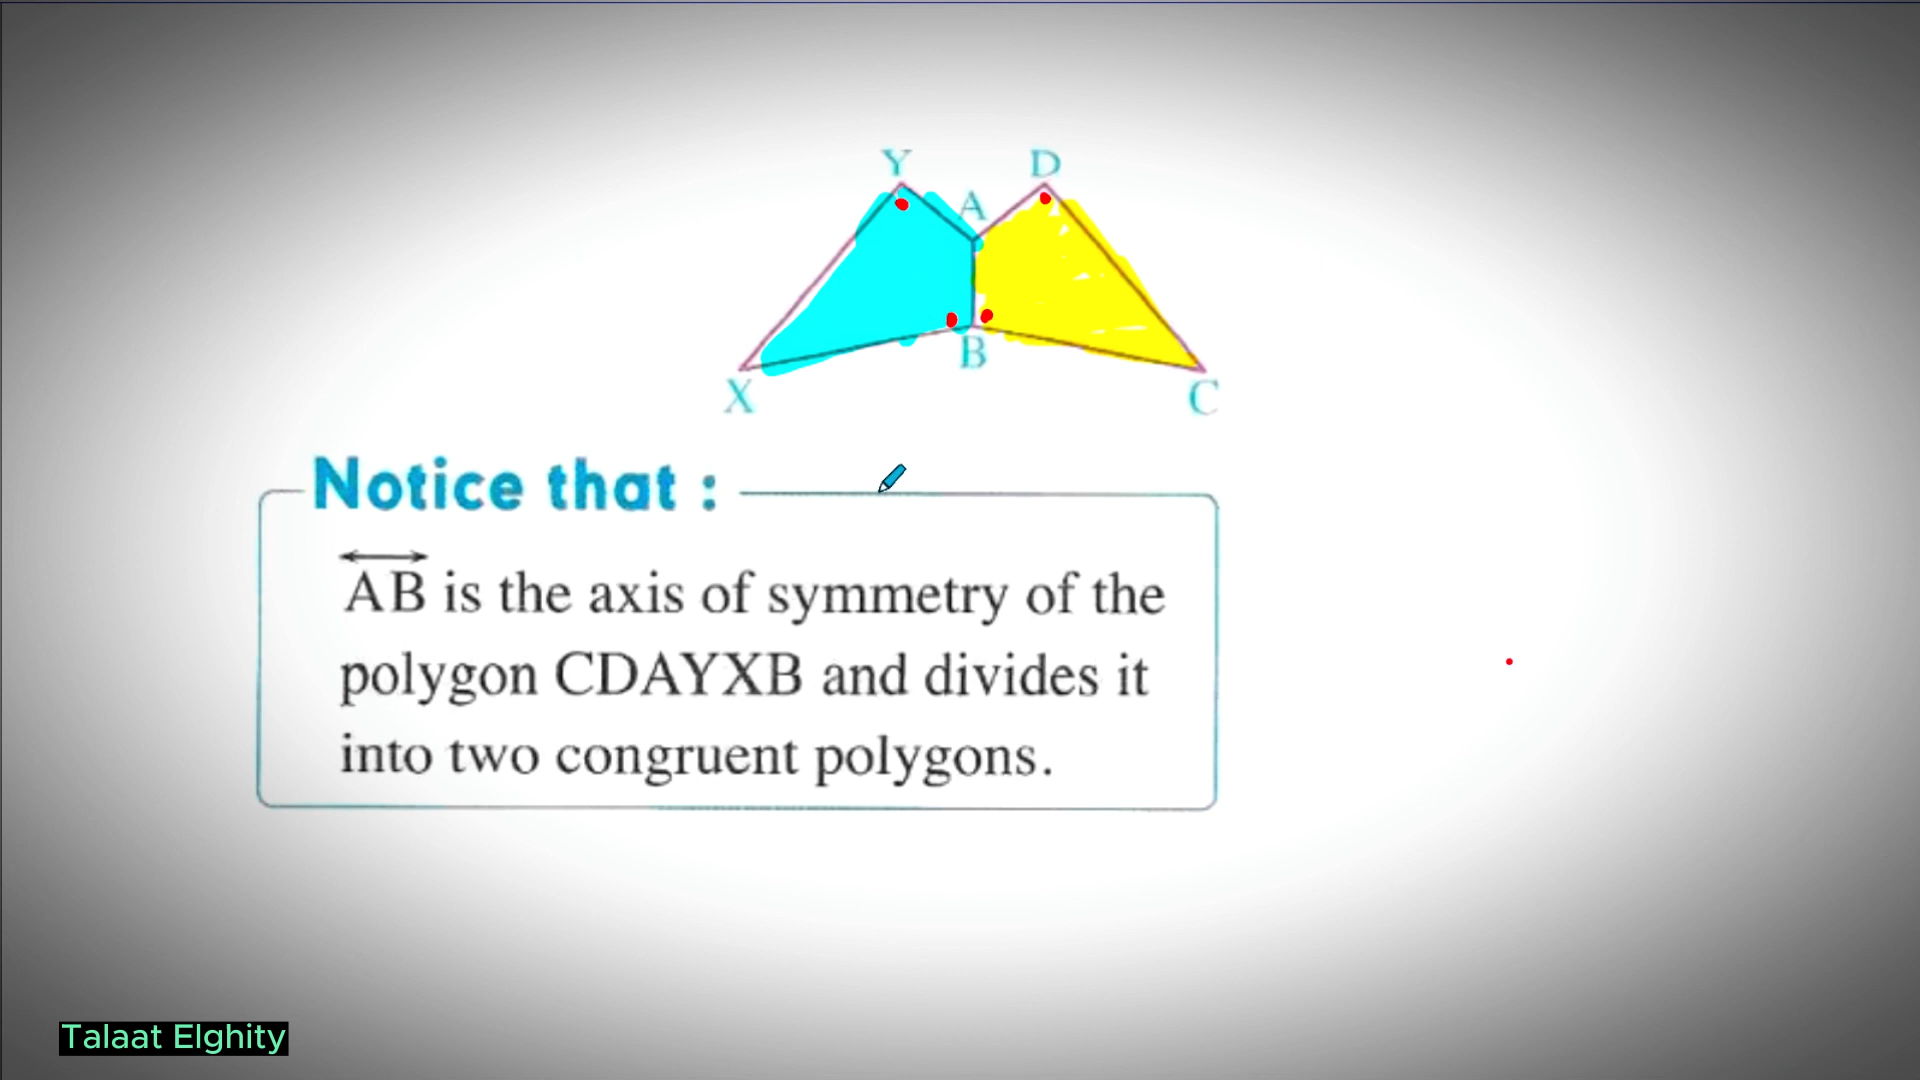 Y D
A
B
X C
Notice that :
AB is the axis of symmetry of the
polygon CDAYXB and divides it
into two congruent polygons.
Talaat Elghity